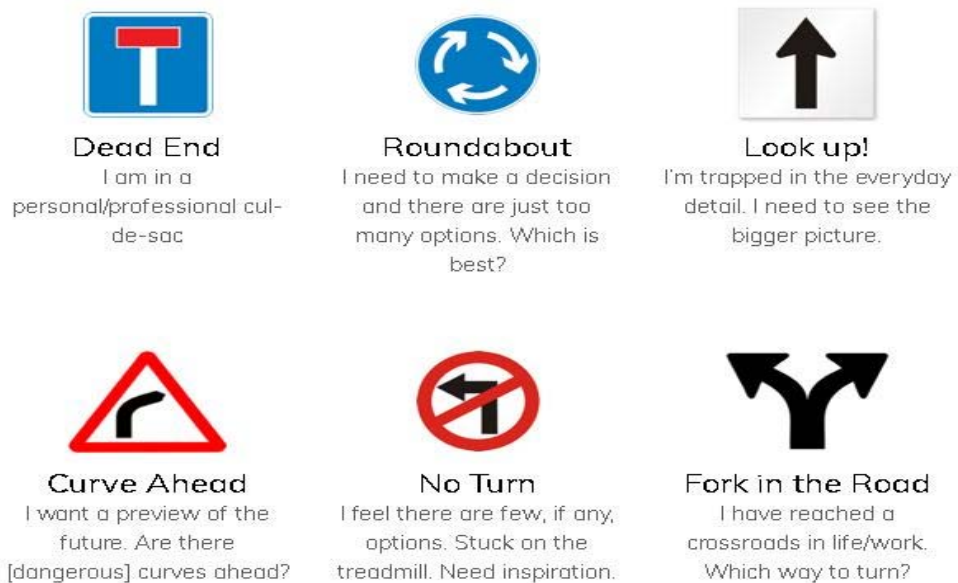 Dead End
I am in a
personal/professional cul-
de-sac
Roundabout
I need to make a decision
and there are just too
many options. Which is
best?
Look up!
I'm trapped in the everyday
detail. I need to see the
bigger picture.
Curve Ahead
I want a preview of the
future. Are there
[dangerous] curves ahead?
No Turn
I feel there are few, if any,
options. Stuck on the
treadmill. Need inspiration.
Fork in the Road
I have reached a
crossroads in life/work.
Which way to turn?